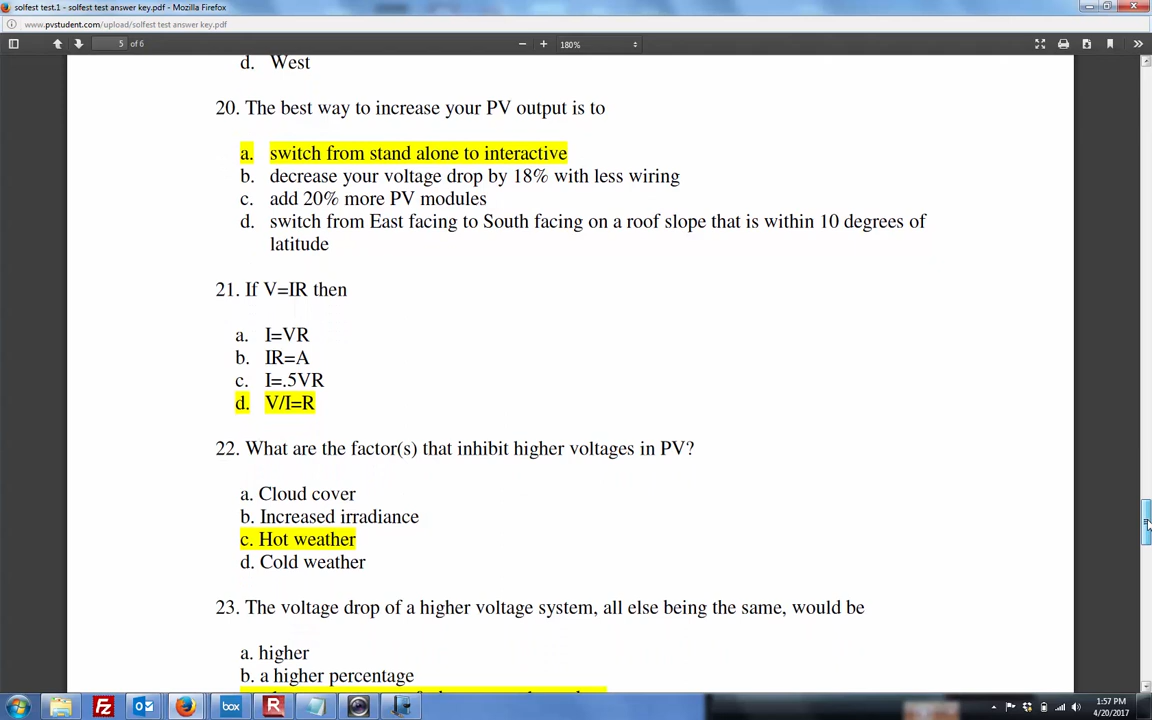 solfest test.1 - solfest test answer key.pdf - Mozilla Firefox
www.pvstudent.com/upload/solfest test answer key.pdf
5 of 6
180%
d. West
20. The best way to increase your PV output is to
a. switch from stand alone to interactive
b. decrease your voltage drop by 18% with less wiring
c. add 20% more PV modules
d. switch from East facing to South facing on a roof slope that is within 10 degrees of
latitude
21. If V=IR then
a. I=VR
b. IR=A
c. I=.5VR
d. V/I=R
22. What are the factor(s) that inhibit higher voltages in PV?
a. Cloud cover
b. Increased irradiance
c. Hot weather
d. Cold weather
23. The voltage drop of a higher voltage system, all else being the same, would be
a. higher
b. a higher percentage
box
1:57 PM
4/20/2017